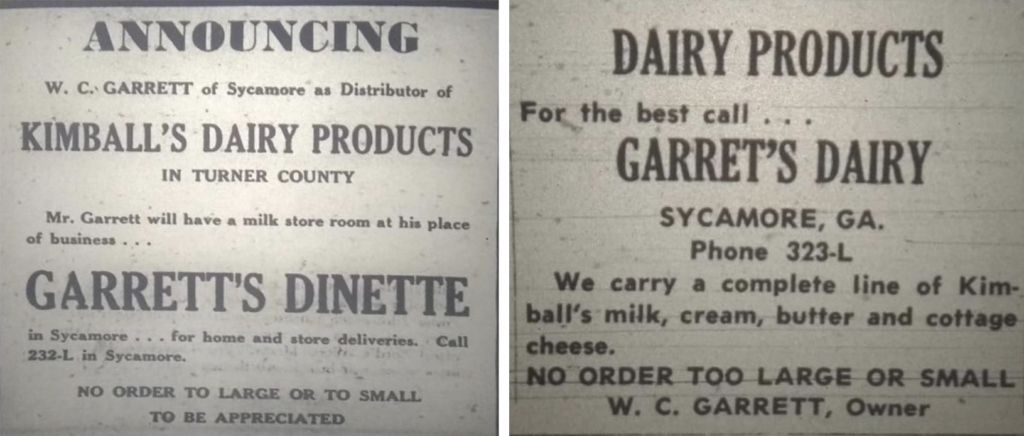 ANNOUNCING
W. C. GARRETT of Sycamore as Distributor of
KIMBALL'S DAIRY PRODUCTS
IN TURNER COUNTY
Mr. Garrett will have a milk store room at his place
of business . . .
GARRETT'S DINETTE
in Sycamore . . . for home and store deliveries. Call
232-L in Sycamore.
NO ORDER TO LARGE OR TO SMALL
TO BE APPRECIATED
DAIRY PRODUCTS
For the best call . . .
GARRET'S DAIRY
SYCAMORE, GA.
Phone 323-L
We carry a complete line of Kim-
ball's milk, cream, butter and cottage
cheese.
NO ORDER TOO LARGE OR SMALL
W. C. GARRETT, Owner